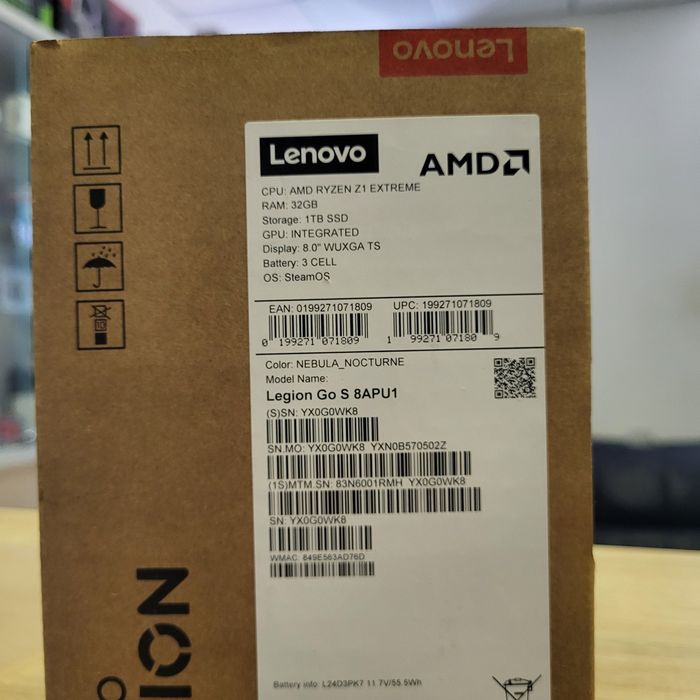 Lenovo
Lenovo
AMD
CPU: AMD RYZEN Z1 EXTREME
RAM: 32GB
Storage: 1TB SSD
GPU: INTEGRATED
Display: 8.0" WUXGA TS
Battery: 3 CELL
OS: SteamOS
EAN: 0199271071809 UPC: 199271071809
0 199271 071809 1 99271 07180 9
Color: NEBULA_NOCTURNE
Model Name:
Legion Go S 8APU1
(S)SN: YX0G0WK8
SN.MO: YX0G0WK8 YXN0B570502Z
(1S)MTM.SN: 83N6001RMH YX0G0WK8
SN: YX0G0WK8
WMAC: 849E563AD76D
Battery info: L24D3PK7 11.7V/55.5Wh